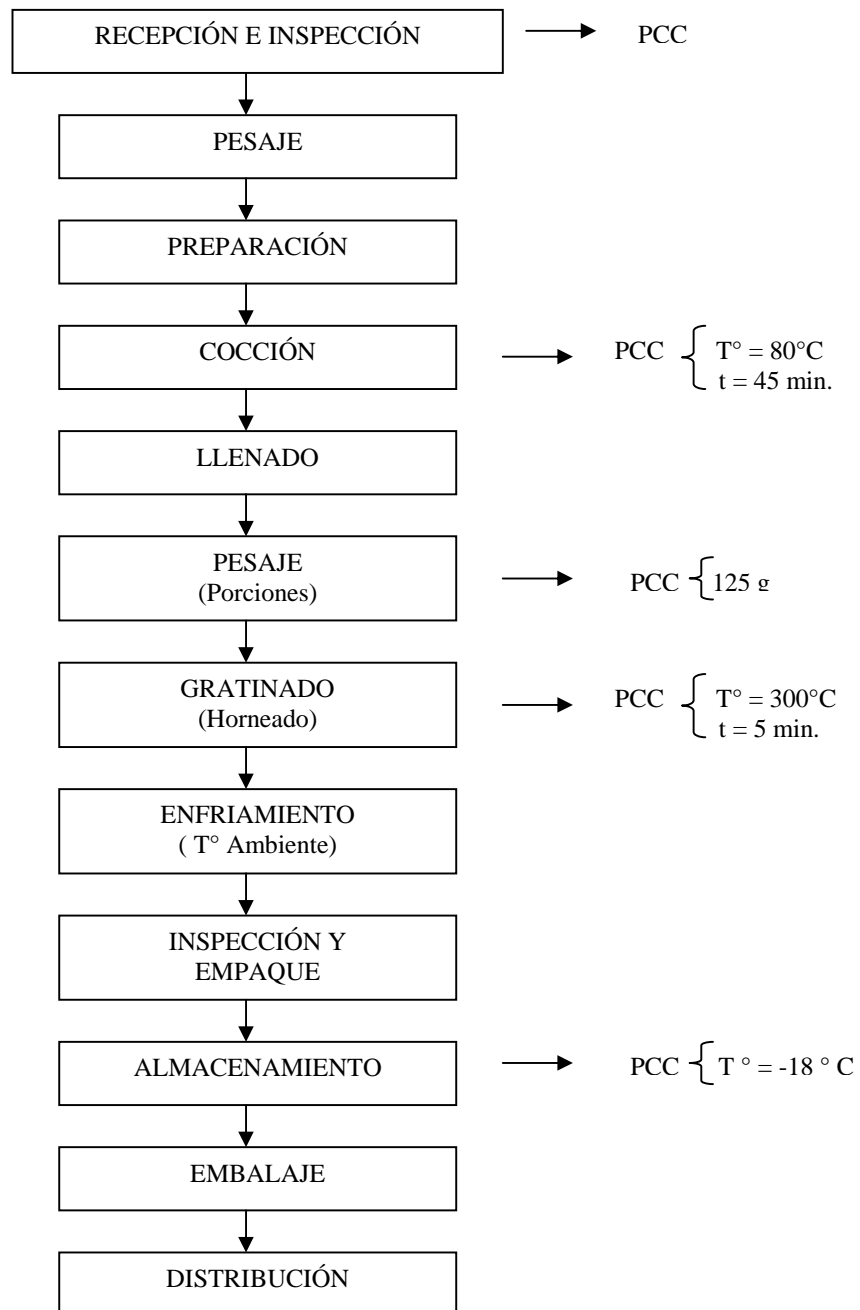 RECEPCIÓN E INSPECCIÓN
PCC
PESAJE
PREPARACIÓN
COCCIÓN
PCC
T° = 80°C
t = 45 min.
LLENADO
PESAJE
(Porciones)
PCC
125 g
GRATINADO
(Horneado)
PCC
T° = 300°C
t = 5 min.
ENFRIAMIENTO
( T° Ambiente)
INSPECCIÓN Y
EMPAQUE
ALMACENAMIENTO
PCC
T ° = -18 ° C
EMBALAJE
DISTRIBUCIÓN